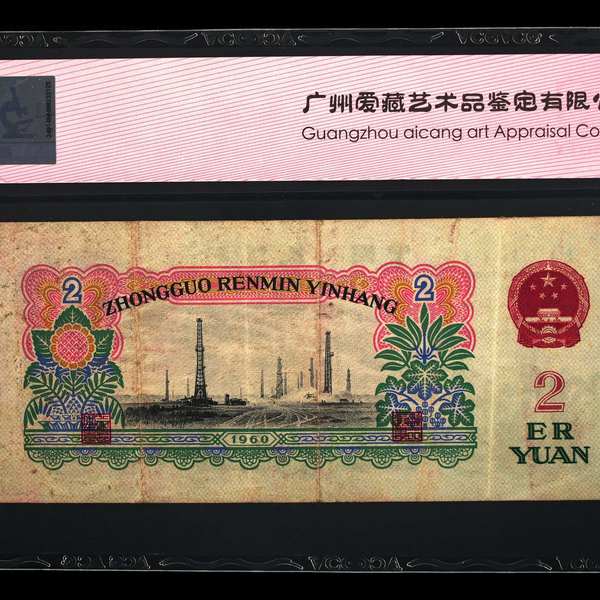 广州爱藏艺术品鉴定有限
Guangzhou aicang art Appraisal Co
2
ZHONGGUO RENMIN YINHANG
2
1960
2
ER
YUAN